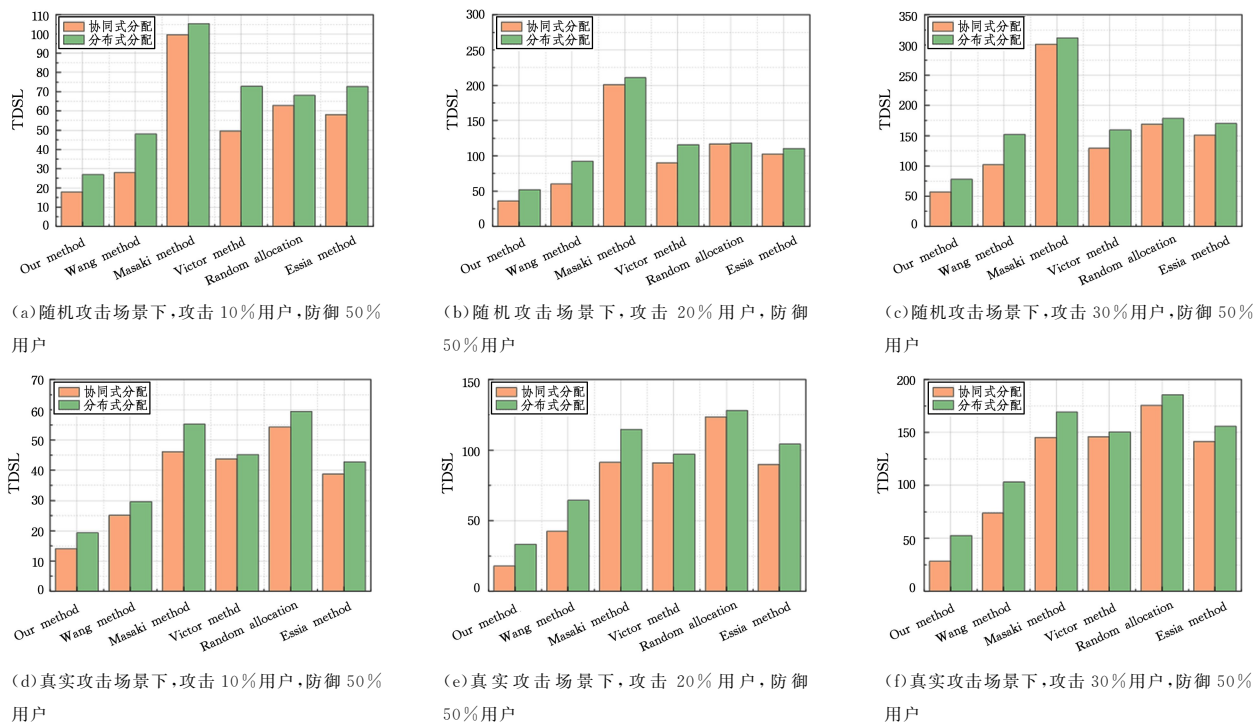 110
100
90
80
70
60
50
40
30
20
10
0
TDSL
协同式分配
分布式分配
Our method
Wang method
Masaki method
Victor methd
Random allocation
Essia method
(a)随机攻击场景下,攻击 10%用户,防御 50%
用户
300
250
200
150
100
50
0
TDSL
协同式分配
分布式分配
Our method
Wang method
Masaki method
Victor methd
Random allocation
Essia method
(b)随机攻击场景下,攻击 20%用户,防御
50%用户
350
300
250
200
150
100
50
0
TDSL
协同式分配
分布式分配
Our method
Wang method
Masaki method
Victor methd
Random allocation
Essia method
(c)随机攻击场景下,攻击 30%用户,防御 50%
用户
70
60
50
40
30
20
10
0
TDSL
协同式分配
分布式分配
Our method
Wang method
Masaki method
Victor methd
Random allocation
Essia method
(d)真实攻击场景下,攻击 10%用户,防御 50%
用户
150
100
50
0
TDSL
协同式分配
分布式分配
Our method
Wang method
Masaki method
Victor methd
Random allocation
Essia method
(e)真实攻击场景下,攻击 20%用户,防御
50%用户
200
150
100
50
0
TDSL
协同式分配
分布式分配
Our method
Wang method
Masaki method
Victor methd
Random allocation
Essia method
(f)真实攻击场景下,攻击 30%用户,防御 50%
用户